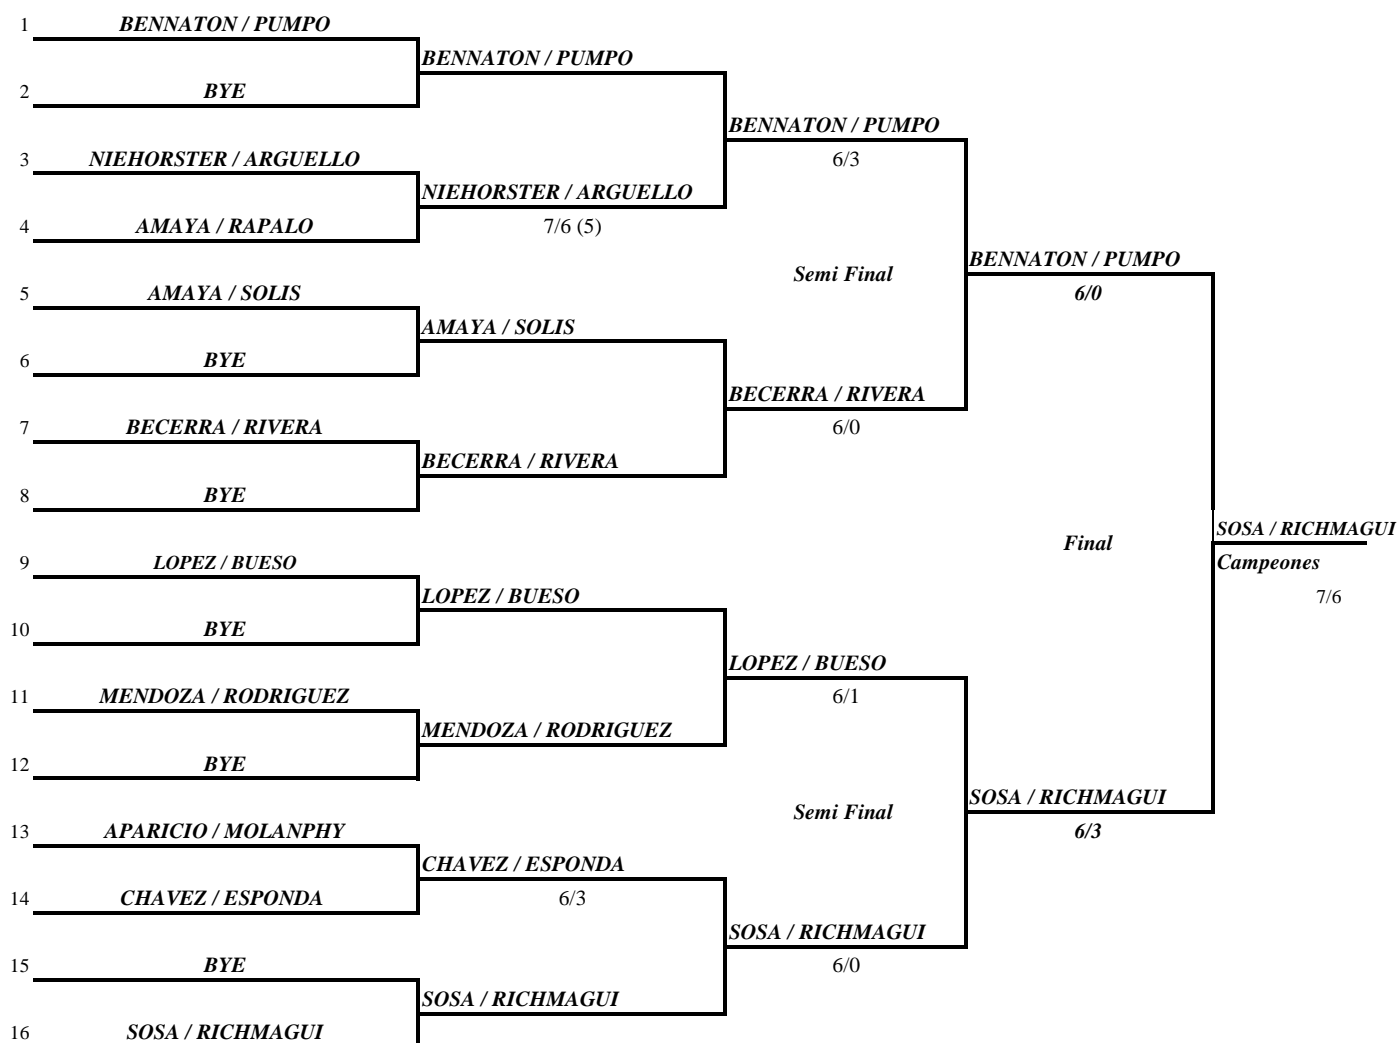 1 BENNATON / PUMPO
BENNATON / PUMPO
2 BYE
BENNATON / PUMPO
3 NIEHORSTER / ARGUELLO
6/3
NIEHORSTER / ARGUELLO
4 AMAYA / RAPALO
7/6 (5)
BENNATON / PUMPO
Semi Final
5 AMAYA / SOLIS
6/0
AMAYA / SOLIS
6 BYE
BECERRA / RIVERA
7 BECERRA / RIVERA
6/0
BECERRA / RIVERA
8 BYE
SOSA / RICHMAGUI
Final
9 LOPEZ / BUESO
Campeones
LOPEZ / BUESO
7/6
10 BYE
LOPEZ / BUESO
11 MENDOZA / RODRIGUEZ
6/1
MENDOZA / RODRIGUEZ
12 BYE
SOSA / RICHMAGUI
Semi Final
13 APARICIO / MOLANPHY
6/3
CHAVEZ / ESPONDA
14 CHAVEZ / ESPONDA
6/3
SOSA / RICHMAGUI
15 BYE
6/0
SOSA / RICHMAGUI
16 SOSA / RICHMAGUI